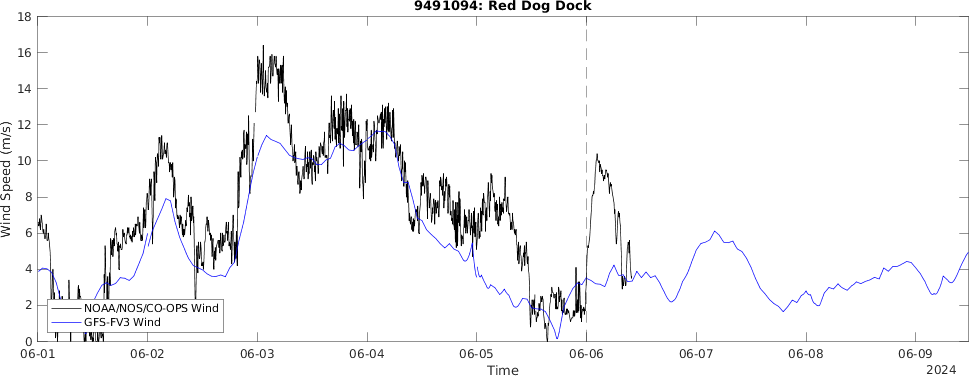 9491094: Red Dog Dock
18
16
14
12
10
8
6
4
2
0
Wind Speed (m/s)
NOAA/NOS/CO-OPS Wind
GFS-FV3 Wind
06-01 06-02 06-03 06-04 06-05 06-06 06-07 06-08 06-09
Time
2024